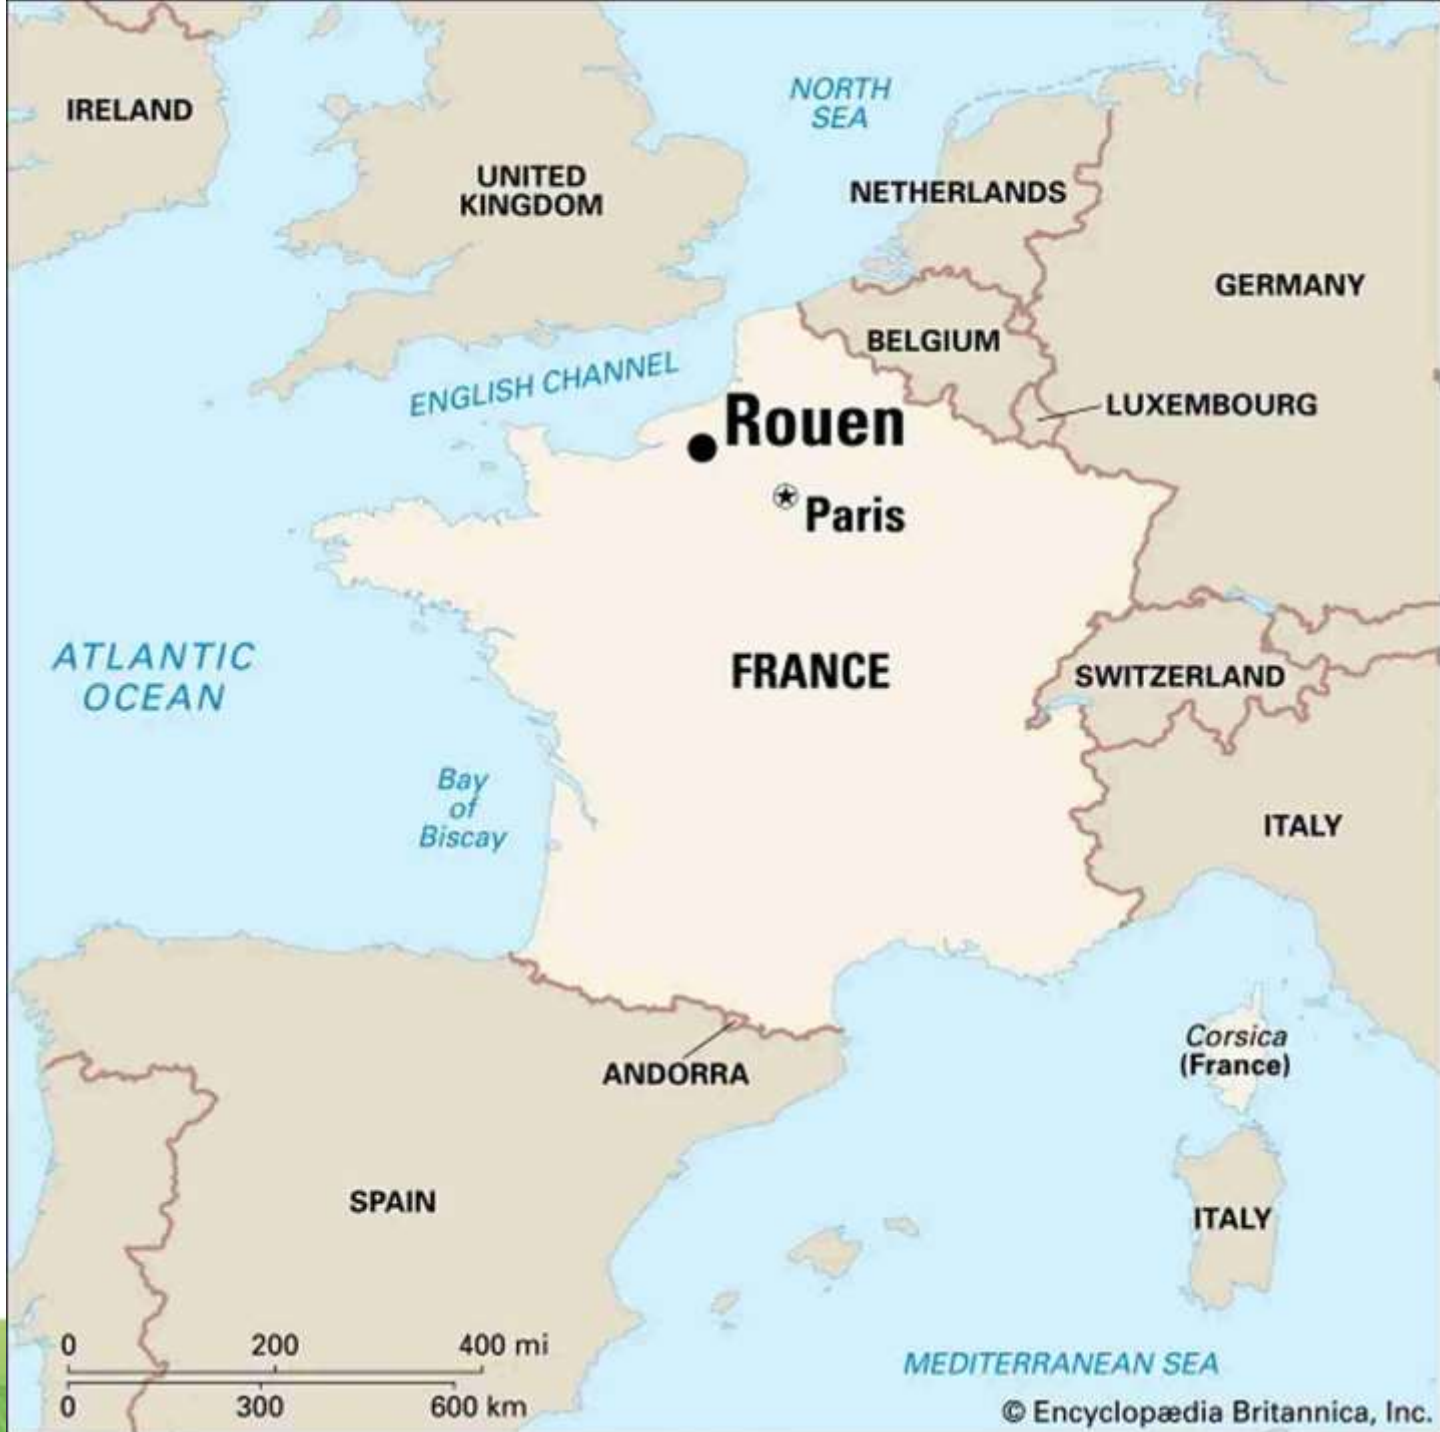 NORTH
SEA
IRELAND
UNITED
KINGDOM
NETHERLANDS
GERMANY
BELGIUM
ENGLISH CHANNEL
LUXEMBOURG
Rouen
Paris
ATLANTIC
OCEAN
FRANCE
SWITZERLAND
Bay
of
Biscay
ITALY
Corsica
(France)
ANDORRA
SPAIN
ITALY
0 200 400 mi
0 300 600 km
MEDITERRANEAN SEA
© Encyclopædia Britannica, Inc.